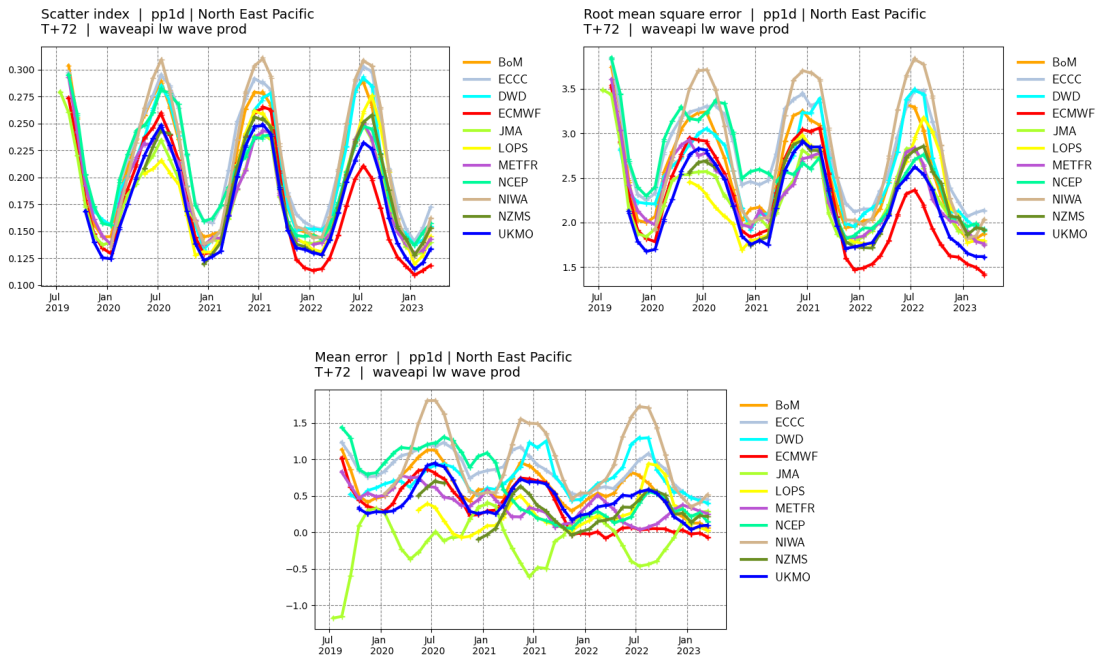 Scatter index | pp1d | North East Pacific
T+72 | waveapi lw wave prod
0.300
0.275
0.250
0.225
0.200
0.175
0.150
0.125
0.100
Jul
2019
Jan
2020
Jul
2020
Jan
2021
Jul
2021
Jan
2022
Jul
2022
Jan
2023
BoM
ECCC
DWD
ECMWF
JMA
LOPS
METFR
NCEP
NIWA
NZMS
UKMO
Root mean square error | pp1d | North East Pacific
T+72 | waveapi lw wave prod
3.5
3.0
2.5
2.0
1.5
Jul
2019
Jan
2020
Jul
2020
Jan
2021
Jul
2021
Jan
2022
Jul
2022
Jan
2023
BoM
ECCC
DWD
ECMWF
JMA
LOPS
METFR
NCEP
NIWA
NZMS
UKMO
Mean error | pp1d | North East Pacific
T+72 | waveapi lw wave prod
1.5
1.0
0.5
0.0
−0.5
−1.0
Jul
2019
Jan
2020
Jul
2020
Jan
2021
Jul
2021
Jan
2022
Jul
2022
Jan
2023
BoM
ECCC
DWD
ECMWF
JMA
LOPS
METFR
NCEP
NIWA
NZMS
UKMO